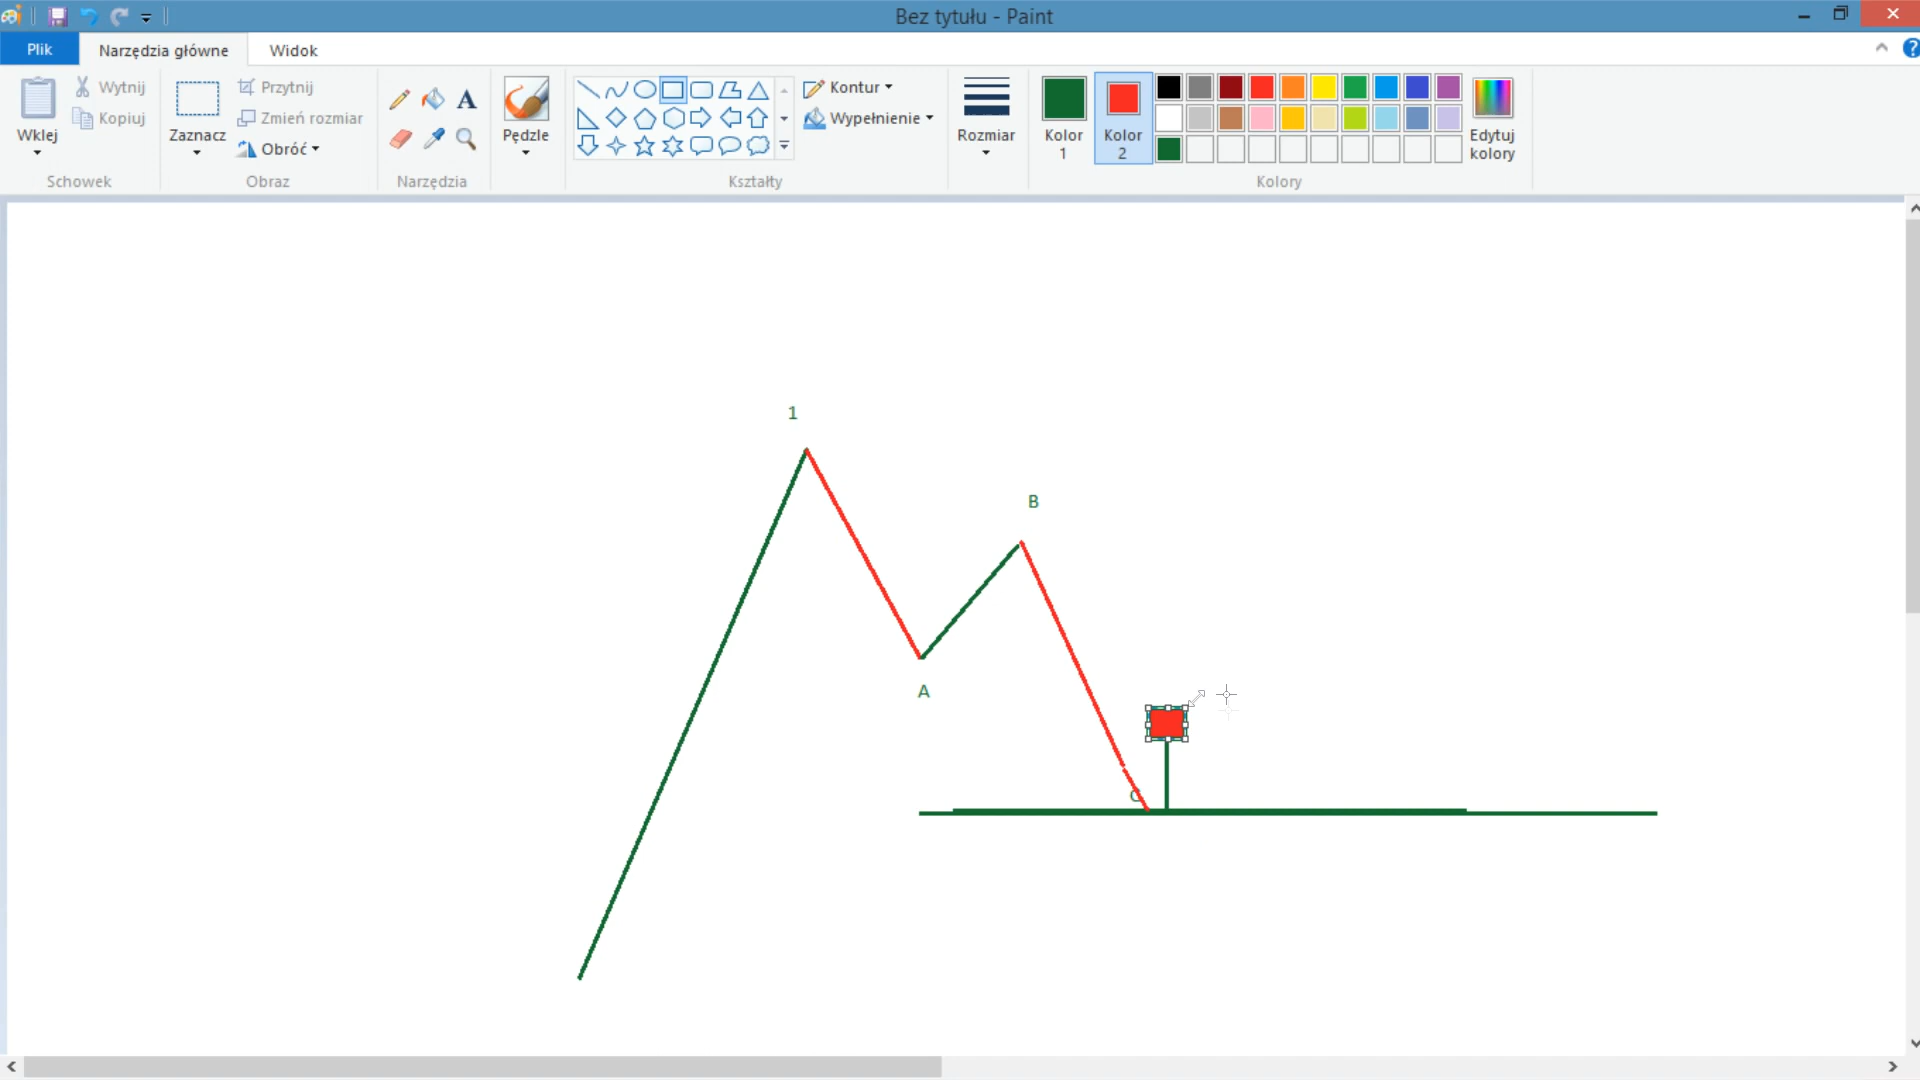 Bez tytułu - Paint
Plik
Narzędzia główne
Widok
Wklej
Wytnij
Kopiuj
Schowek
Zaznacz
Przytnij
Zmień rozmiar
Obróć
Obraz
A
Narzędzia
Pędzle
Kształty
Kontur
Wypełnienie
Rozmiar
Kolor
1
Kolor
2
Edytuj
kolory
Kolory
?
1
B
A
C